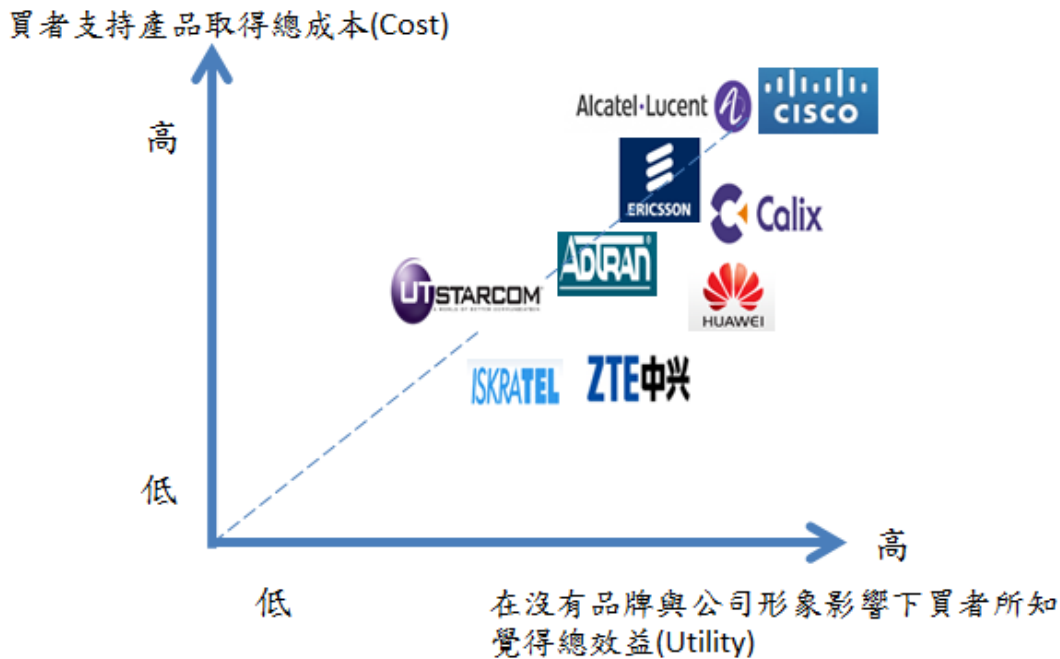 買者支持產品取得總成本(Cost)
高
Alcatel·Lucent
CISCO
ERICSSON
Calix
ADTRAN®
UTSTARCOM
HUAWEI
ISKRATEL
ZTE中兴
低
高
低
在沒有品牌與公司形象影響下買者所知
覺得總效益(Utility)